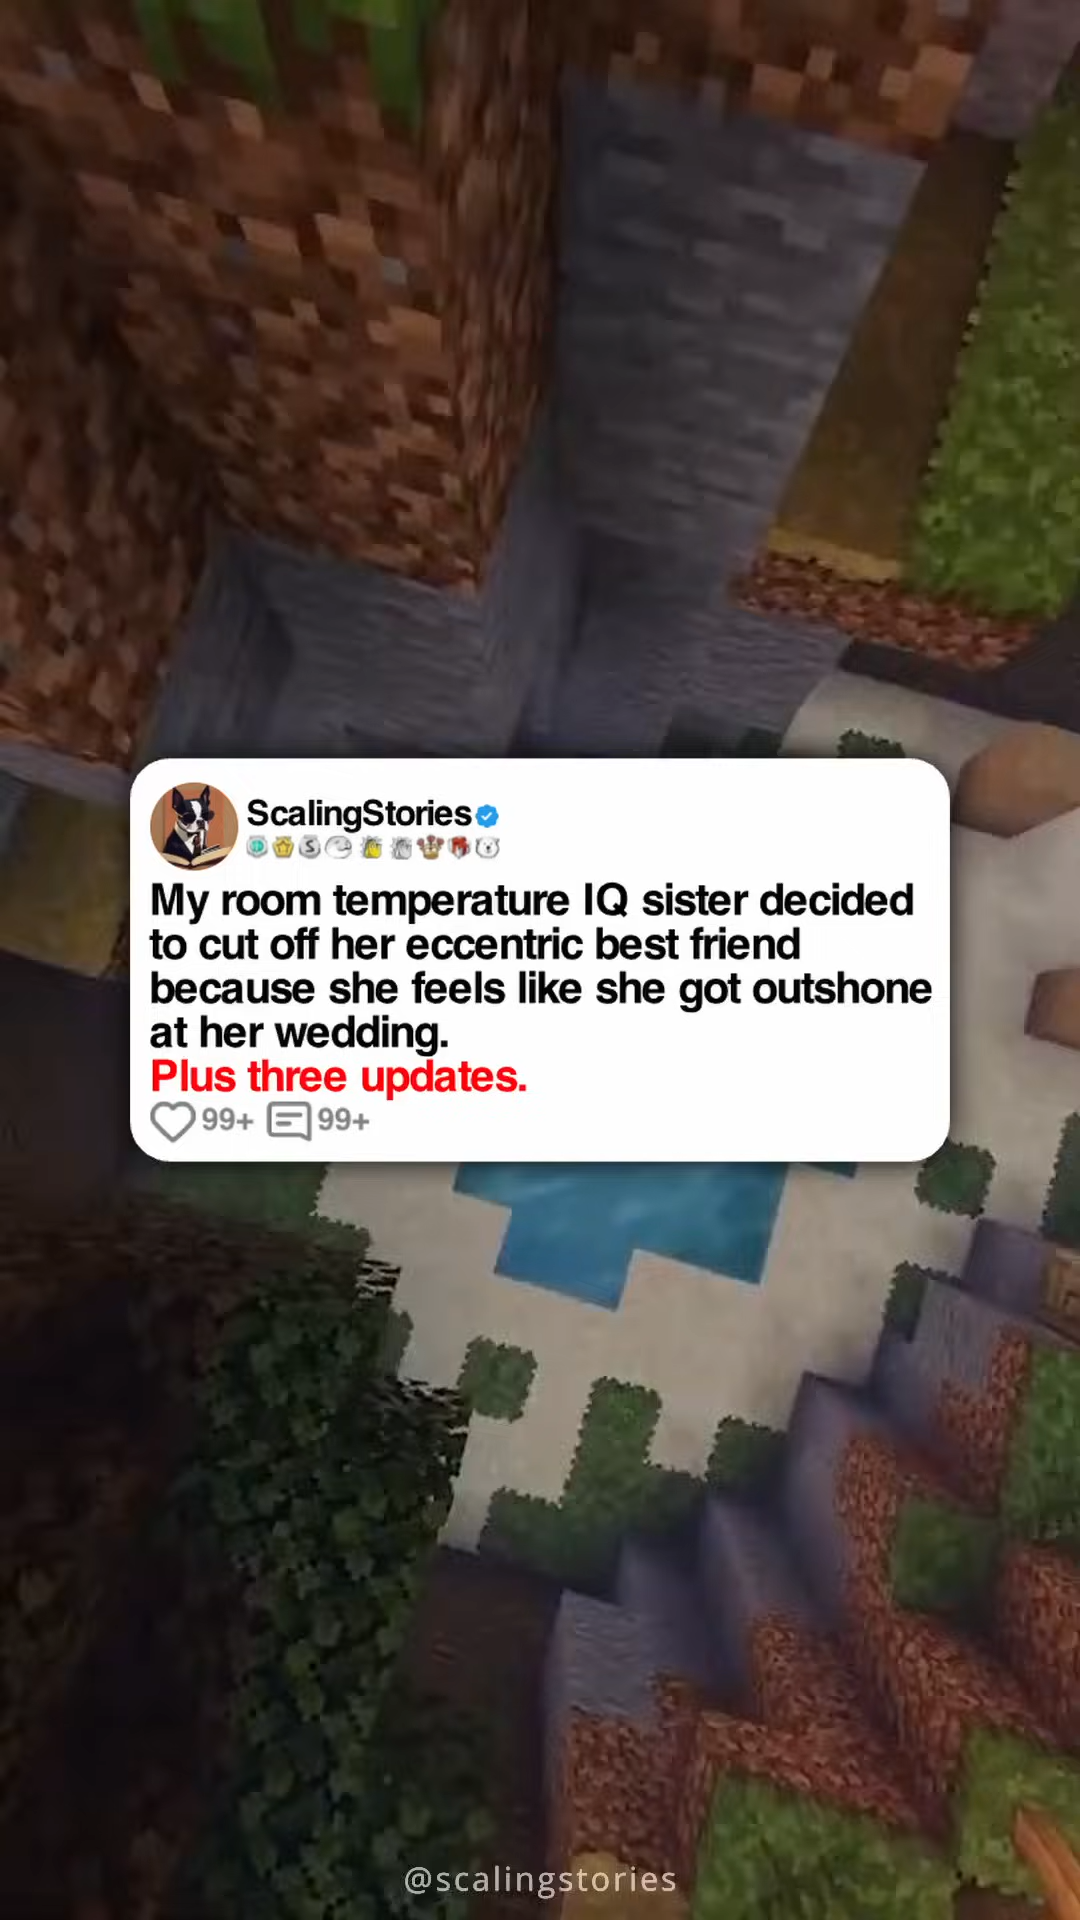 ScalingStories
My room temperature IQ sister decided
to cut off her eccentric best friend
because she feels like she got outshone
at her wedding.
Plus three updates.
99+ 99+
@scalingstories